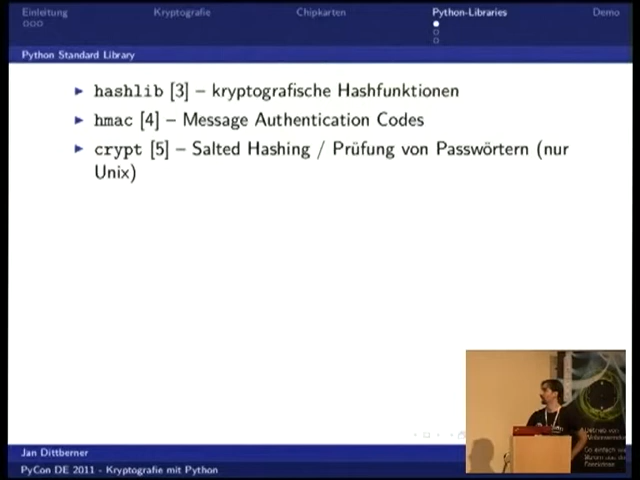 Einleitung Kryptografie Chipkarten Python-Libraries Demo
Python Standard Library
hashlib [3] – kryptografische Hashfunktionen
hmac [4] – Message Authentication Codes
crypt [5] – Salted Hashing / Prüfung von Passwörtern (nur
Unix)
Jan Dittberner
PyCon DE 2011 - Kryptografie mit Python